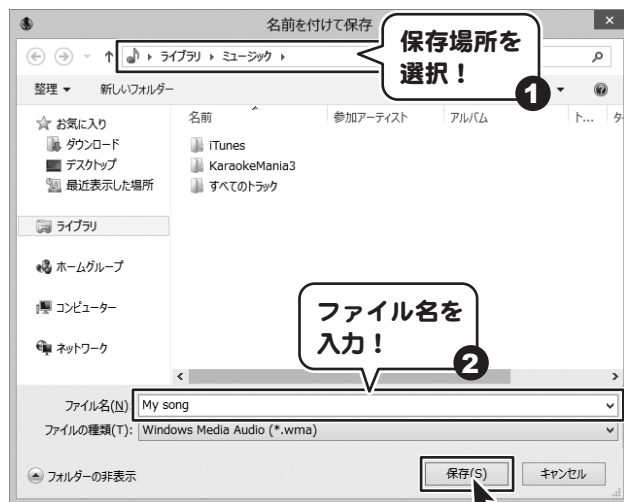 名前を付けて保存
保存場所を
選択！
1
ライブラリ ミュージック
整理 新しいフォルダー
お気に入り
ダウンロード
デスクトップ
最近表示した場所
ライブラリ
ホームグループ
コンピューター
ネットワーク
名前 参加アーティスト アルバム ト... タ
iTunes
KaraokeMania3
すべてのトラック
ファイル名を
入力！
2
ファイル名(N): My song
ファイルの種類(T): Windows Media Audio (*.wma)
フォルダーの非表示 保存(S) キャンセル